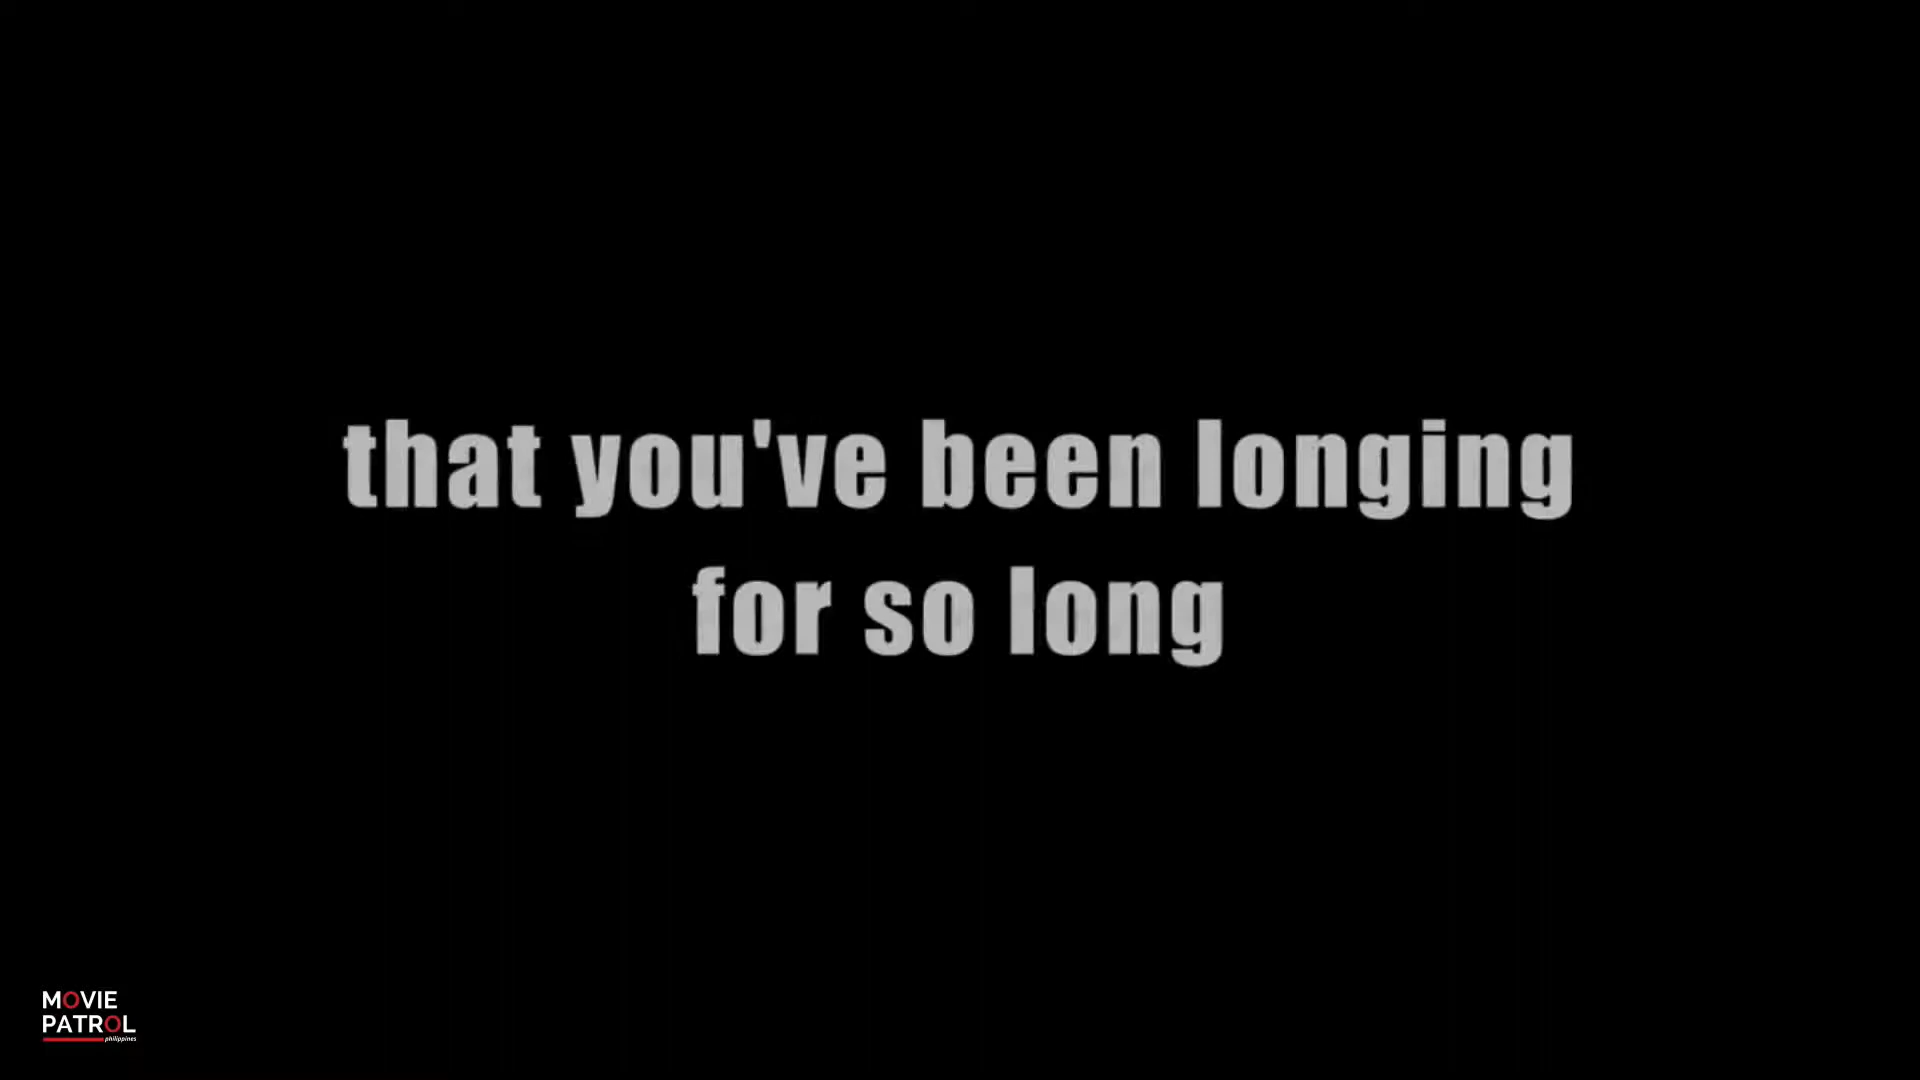 that you've been longing
for so long
MOVIE
PATROL
philippines